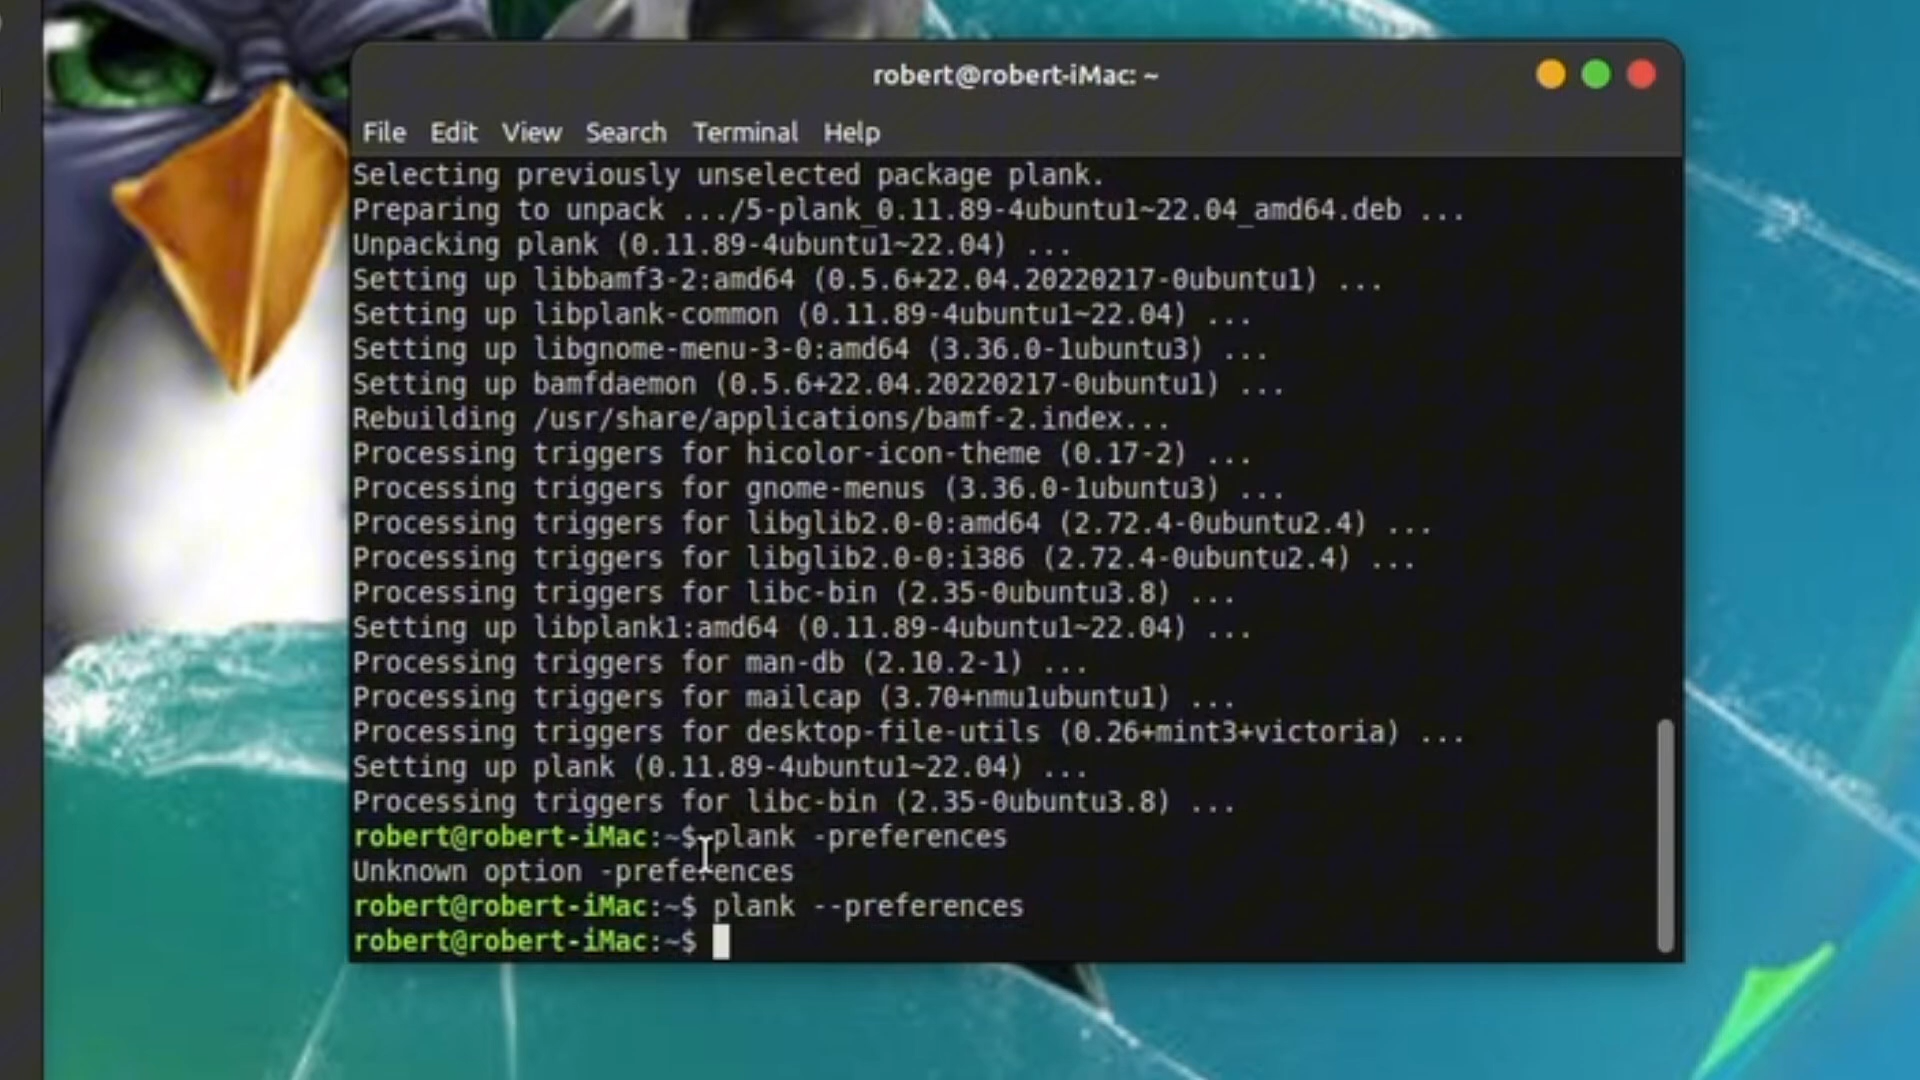 robert@robert-iMac: ~
File Edit View Search Terminal Help
Selecting previously unselected package plank.
Preparing to unpack .../5-plank_0.11.89-4ubuntu1~22.04_amd64.deb ...
Unpacking plank (0.11.89-4ubuntu1~22.04) ...
Setting up libbamf3-2:amd64 (0.5.6+22.04.20220217-0ubuntu1) ...
Setting up libplank-common (0.11.89-4ubuntu1~22.04) ...
Setting up libgnome-menu-3-0:amd64 (3.36.0-1ubuntu3) ...
Setting up bamfdaemon (0.5.6+22.04.20220217-0ubuntu1) ...
Rebuilding /usr/share/applications/bamf-2.index...
Processing triggers for hicolor-icon-theme (0.17-2) ...
Processing triggers for gnome-menus (3.36.0-1ubuntu3) ...
Processing triggers for libglib2.0-0:amd64 (2.72.4-0ubuntu2.4) ...
Processing triggers for libglib2.0-0:i386 (2.72.4-0ubuntu2.4) ...
Processing triggers for libc-bin (2.35-0ubuntu3.8) ...
Setting up libplank1:amd64 (0.11.89-4ubuntu1~22.04) ...
Processing triggers for man-db (2.10.2-1) ...
Processing triggers for mailcap (3.70+nmu1ubuntu1) ...
Processing triggers for desktop-file-utils (0.26+mint3+victoria) ...
Setting up plank (0.11.89-4ubuntu1~22.04) ...
Processing triggers for libc-bin (2.35-0ubuntu3.8) ...
robert@robert-iMac:~$ plank -preferences
Unknown option -preferences
robert@robert-iMac:~$ plank --preferences
robert@robert-iMac:~$